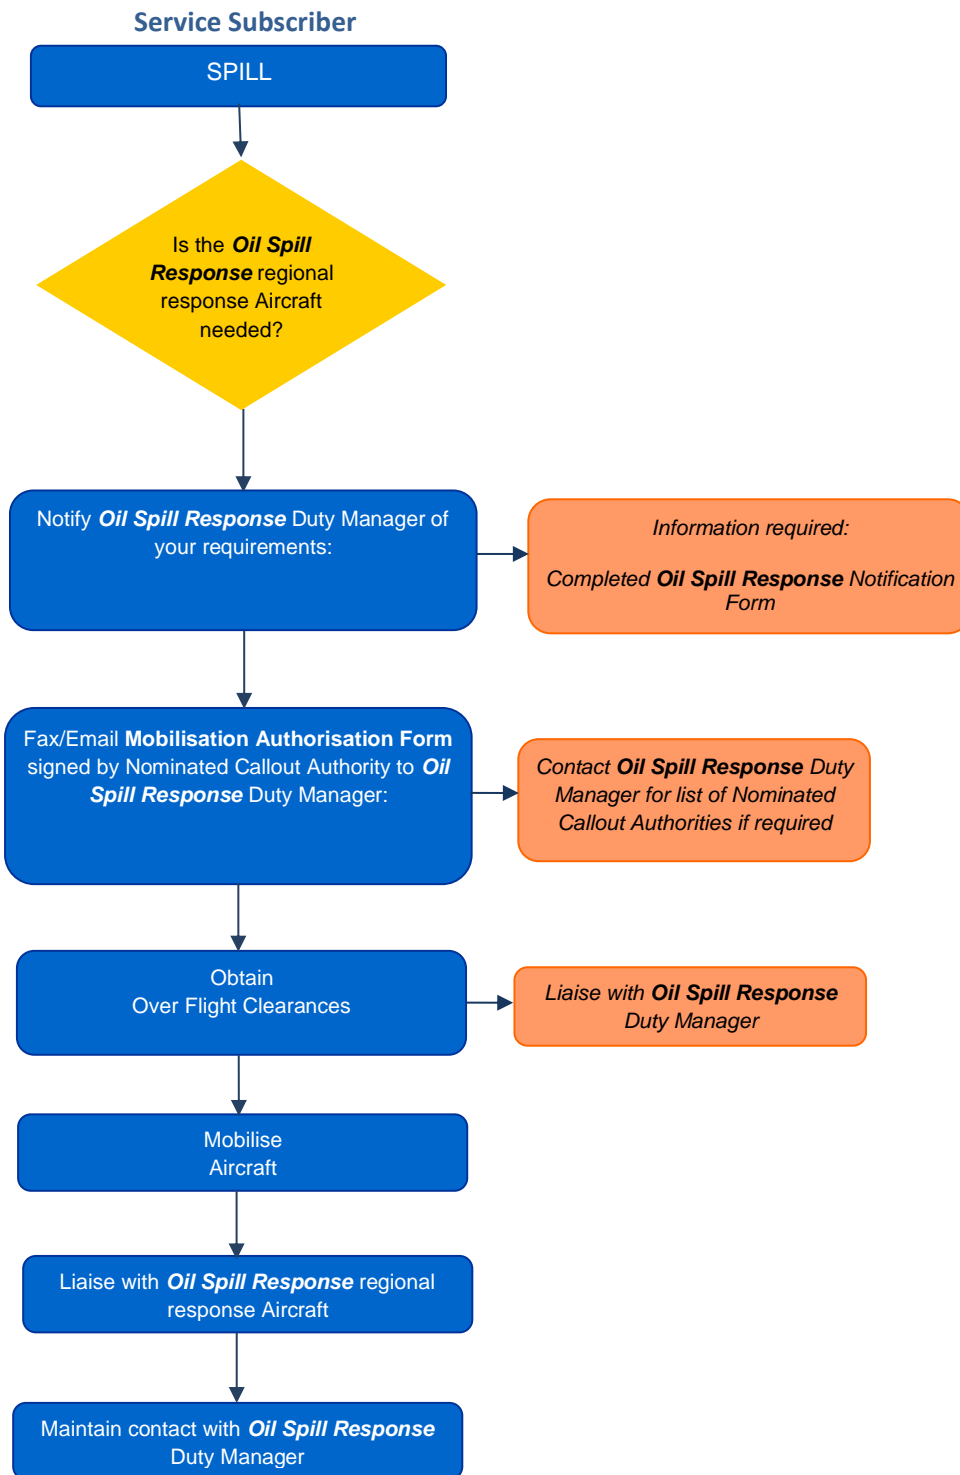 Service Subscriber
SPILL
Is the Oil Spill
Response regional
response Aircraft
needed?
Notify Oil Spill Response Duty Manager of
your requirements:
Information required:
Completed Oil Spill Response Notification
Form
Fax/Email Mobilisation Authorisation Form
signed by Nominated Callout Authority to Oil
Spill Response Duty Manager:
Contact Oil Spill Response Duty
Manager for list of Nominated
Callout Authorities if required
Obtain
Over Flight Clearances
Liaise with Oil Spill Response
Duty Manager
Mobilise
Aircraft
Liaise with Oil Spill Response regional
response Aircraft
Maintain contact with Oil Spill Response
Duty Manager